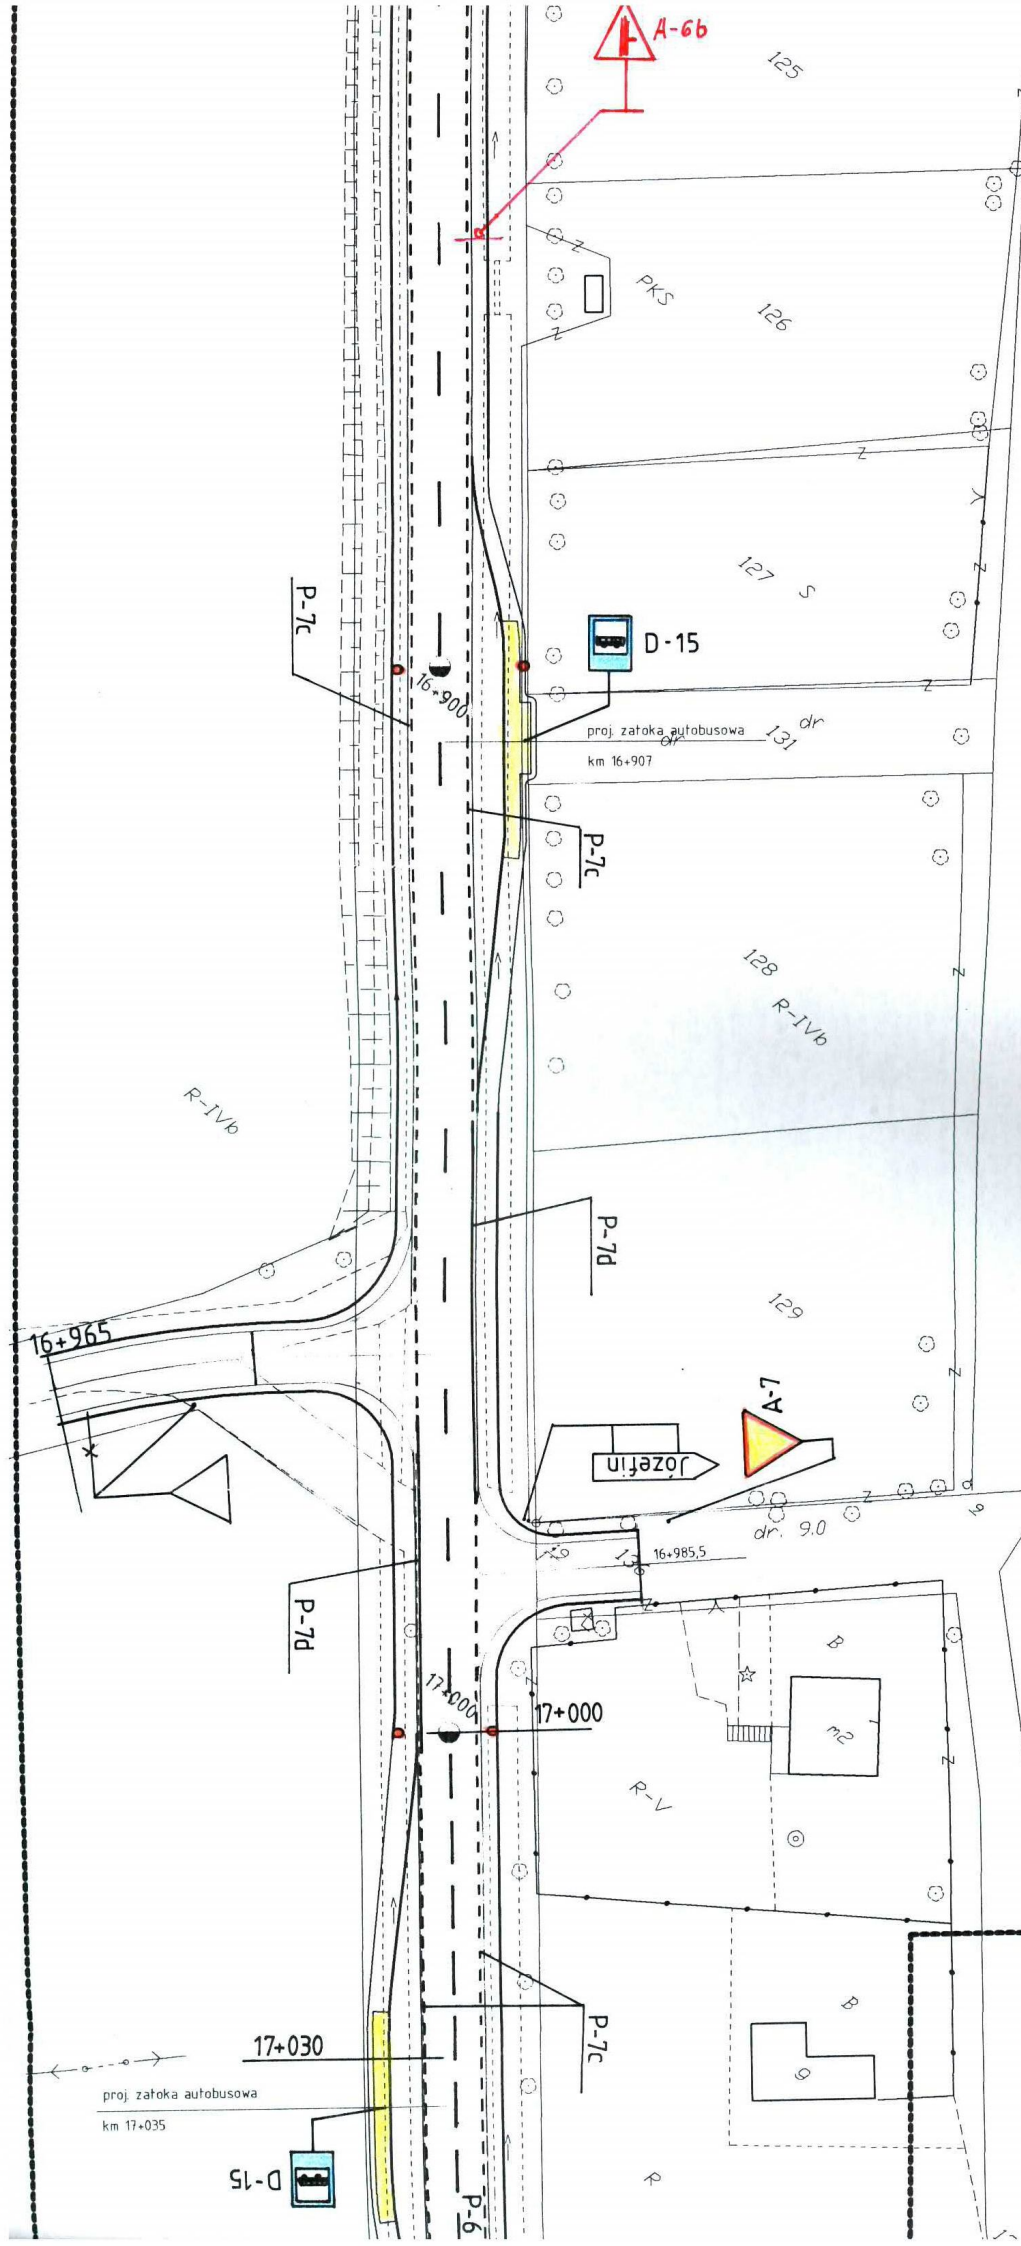 A-6b
125
PKS
126
127
S
P-7c
D-15
16+900
proj. zatoka autobusowa
dr
dr
131
km 16+907
P-7c
128
R-IVb
R-IVb
P-7d
129
16+965
A-7
Józefin
dr. 9.0
16+985,5
P-7d
B
17+000
17+000
m2
R-V
B
P-7c
17+030
g
proj. zatoka autobusowa
km 17+035
D-15
P-6
R